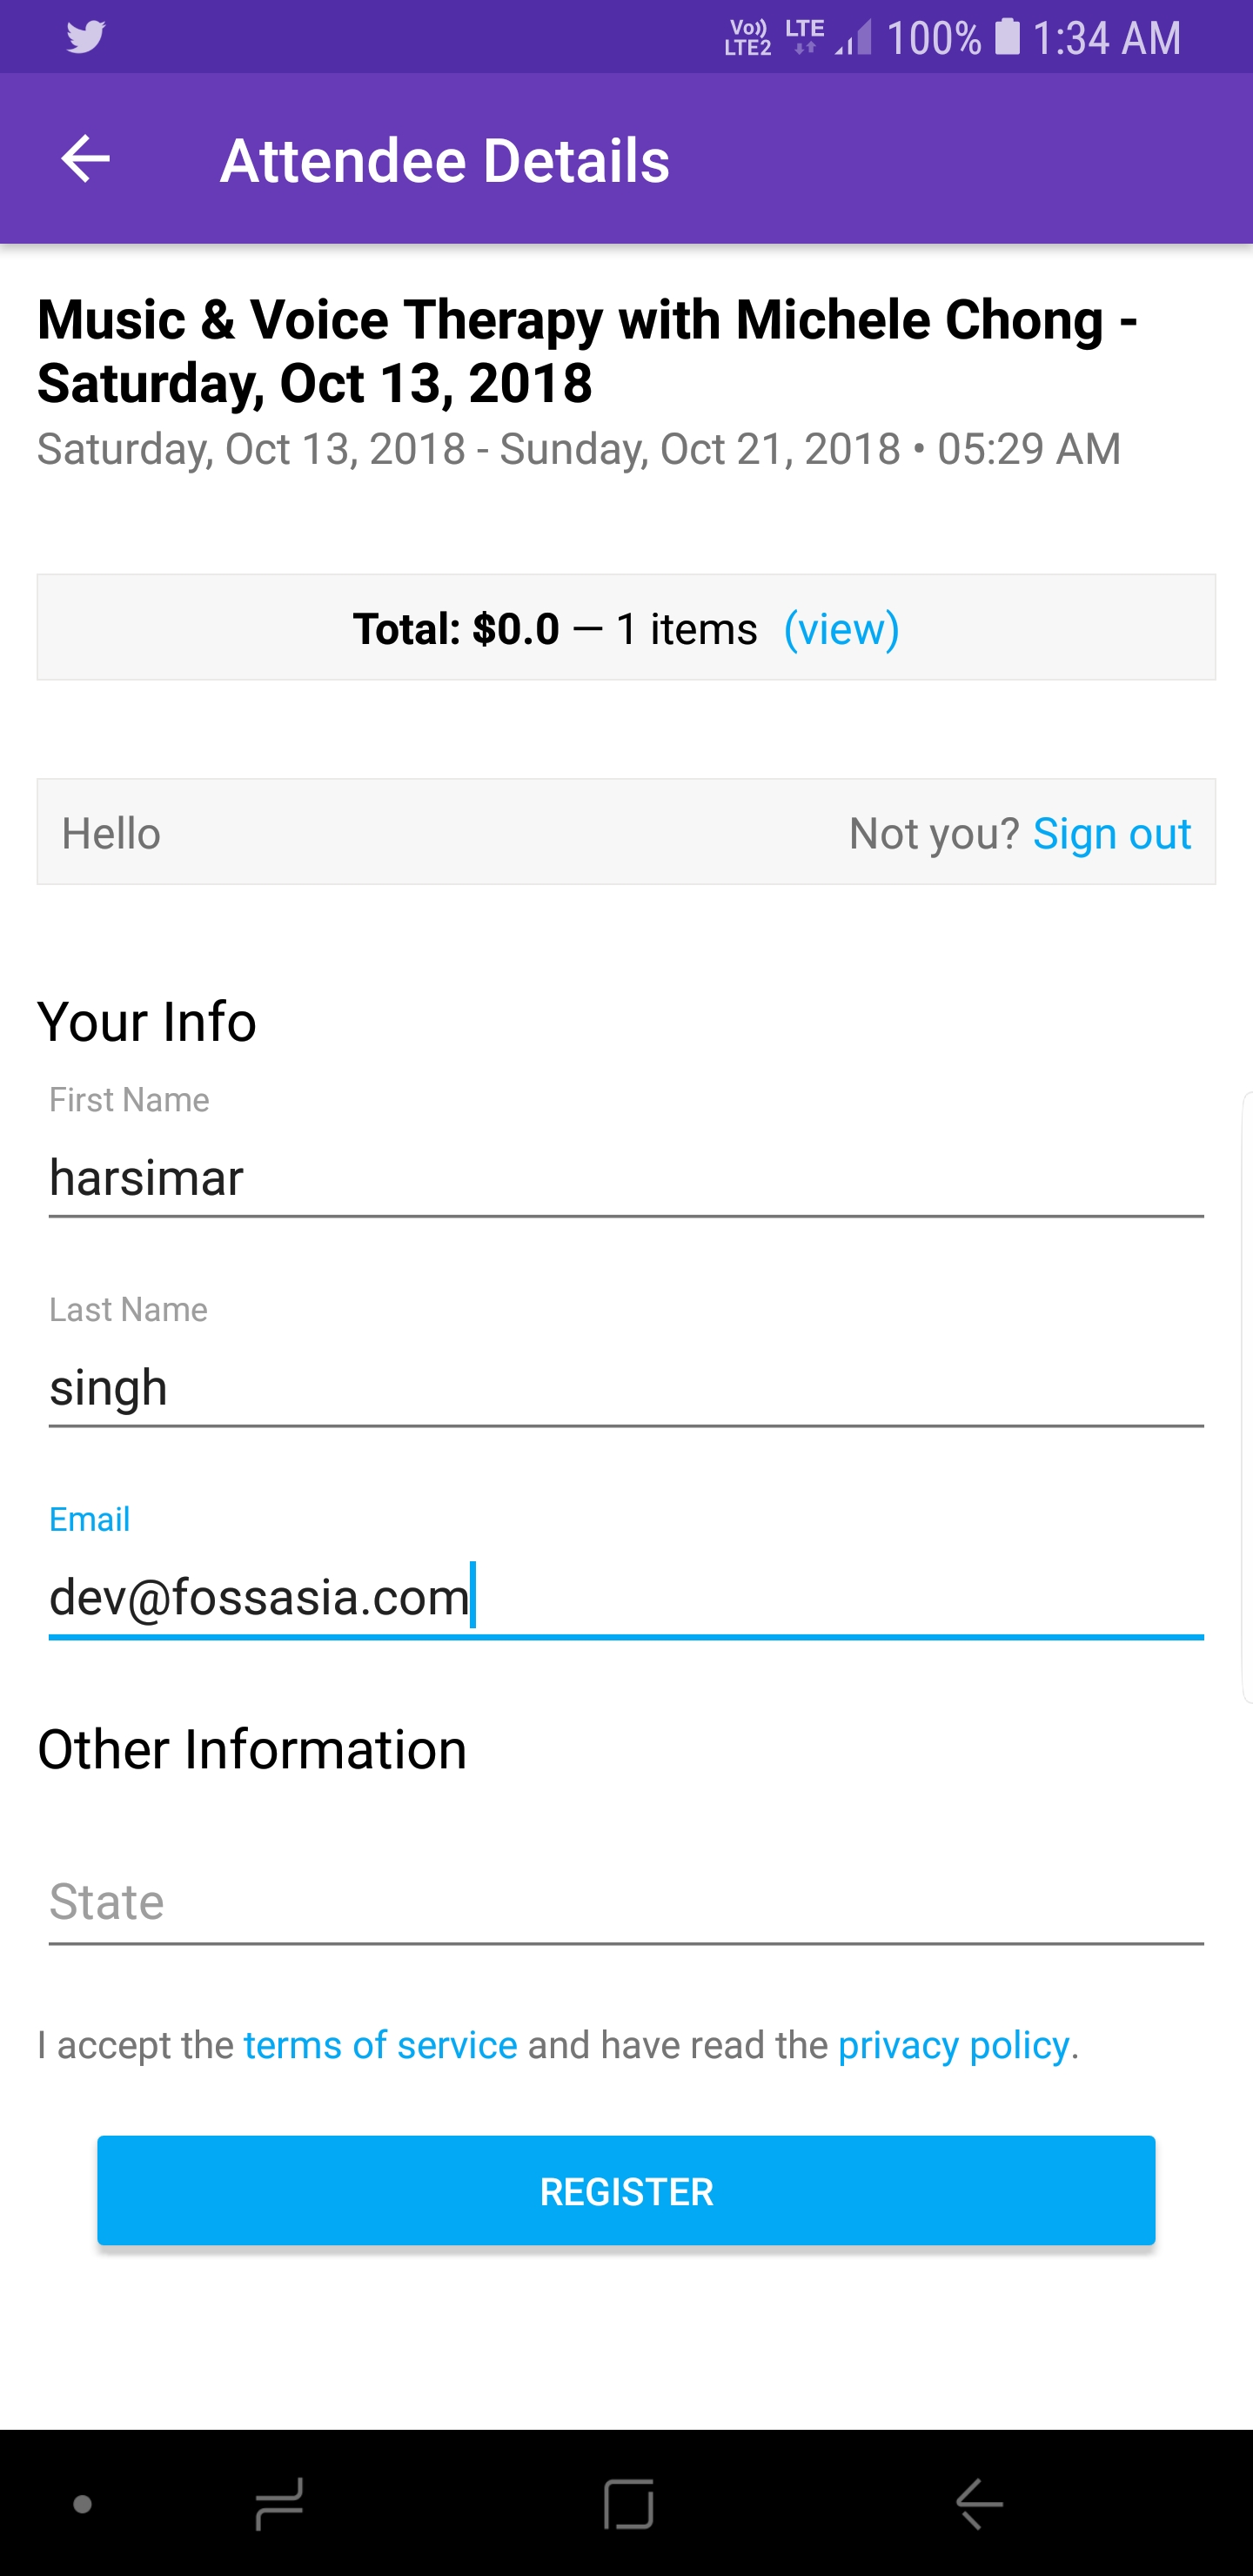 Vo)) LTE2 LTE 100% 1:34 AM
Attendee Details
Music & Voice Therapy with Michele Chong -
Saturday, Oct 13, 2018
Saturday, Oct 13, 2018 - Sunday, Oct 21, 2018 • 05:29 AM
Total: $0.0 — 1 items (view)
Hello Not you? Sign out
Your Info
First Name
harsimar
Last Name
singh
Email
dev@fossasia.com
Other Information
State
I accept the terms of service and have read the privacy policy.
REGISTER